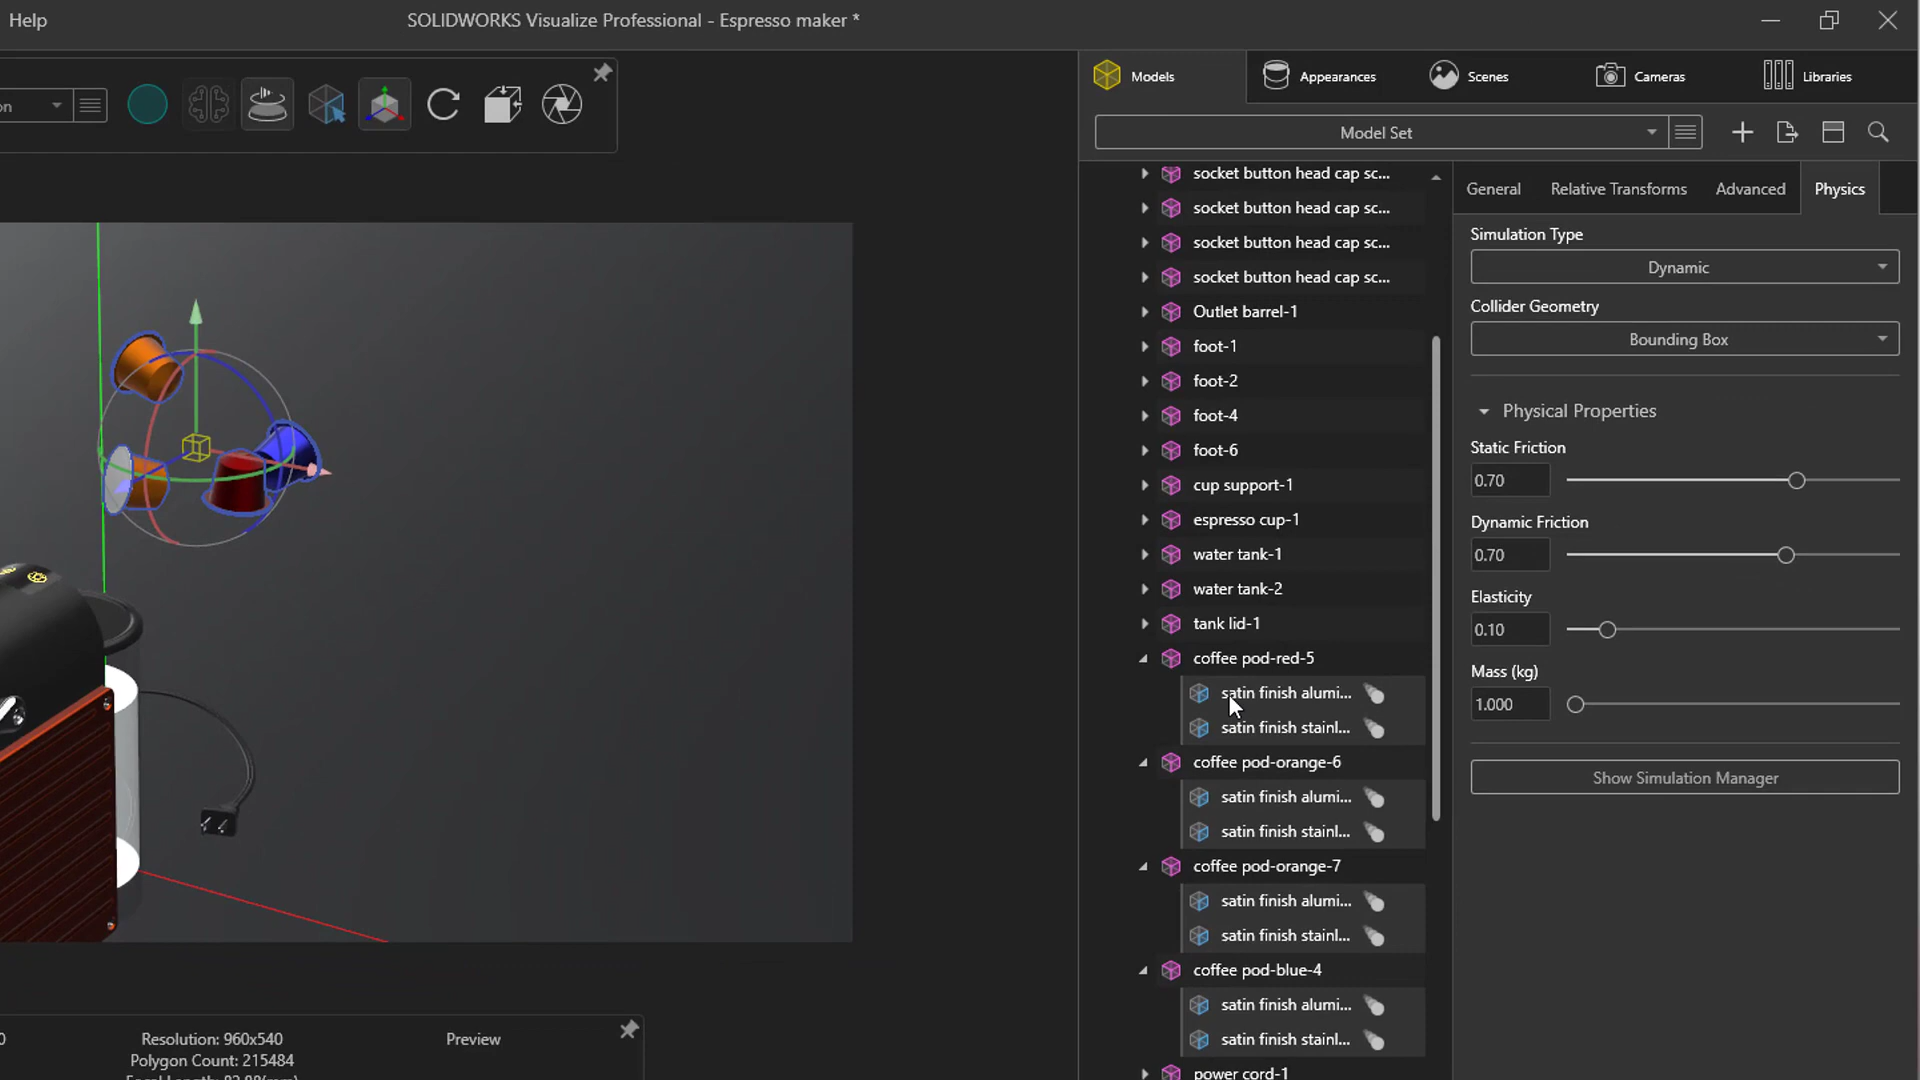 Help
SOLIDWORKS Visualize Professional - Espresso maker *
on
Models
Appearances
Scenes
Cameras
Libraries
Model Set
General
Relative Transforms
Advanced
Physics
socket button head cap sc...
socket button head cap sc...
socket button head cap sc...
socket button head cap sc...
Outlet barrel-1
foot-1
foot-2
foot-4
foot-6
cup support-1
espresso cup-1
water tank-1
water tank-2
tank lid-1
coffee pod-red-5
satin finish alumi...
satin finish stainl...
coffee pod-orange-6
satin finish alumi...
satin finish stainl...
coffee pod-orange-7
satin finish alumi...
satin finish stainl...
coffee pod-blue-4
satin finish alumi...
satin finish stainl...
power cord-1
Simulation Type
Dynamic
Collider Geometry
Bounding Box
Physical Properties
Static Friction
0.70
Dynamic Friction
0.70
Elasticity
0.10
Mass (kg)
1.000
Show Simulation Manager
0
Resolution: 960x540
Preview
Polygon Count: 215484